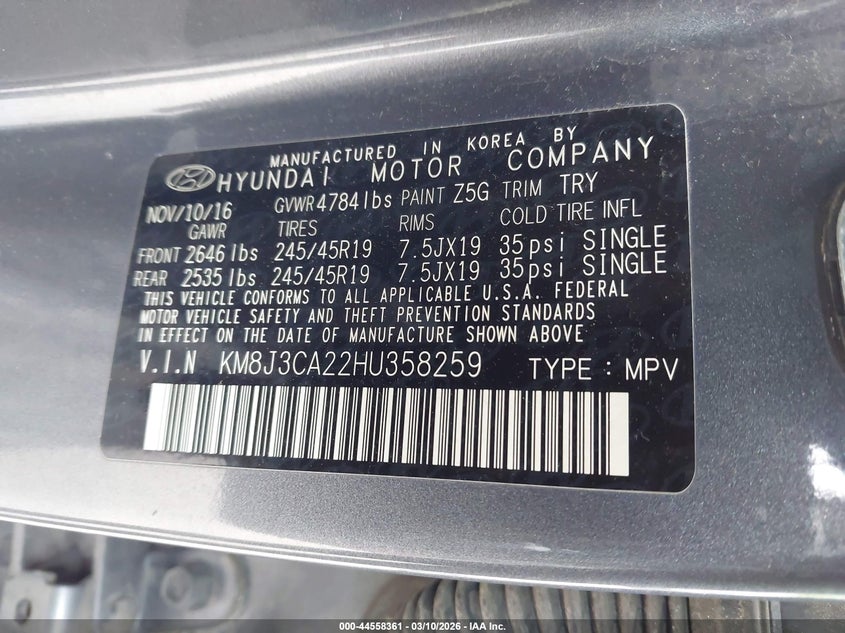 MANUFACTURED IN KOREA BY
HYUNDAI MOTOR COMPANY
NOV/10/16 GVWR 4784lbs PAINT Z5G TRIM TRY
GAWR TIRES RIMS COLD TIRE INFL
FRONT 2646 lbs 245/45R19 7.5JX19 35psi SINGLE
REAR 2535 lbs 245/45R19 7.5JX19 35psi SINGLE
THIS VEHICLE CONFORMS TO ALL APPLICABLE U.S.A. FEDERAL
MOTOR VEHICLE SAFETY AND THEFT PREVENTION STANDARDS
IN EFFECT ON THE DATE OF MANUFACTURE SHOWN ABOVE
V.I.N KM8J3CA22HU358259 TYPE : MPV
000-44558361 - 03/10/2026 - IAA Inc.